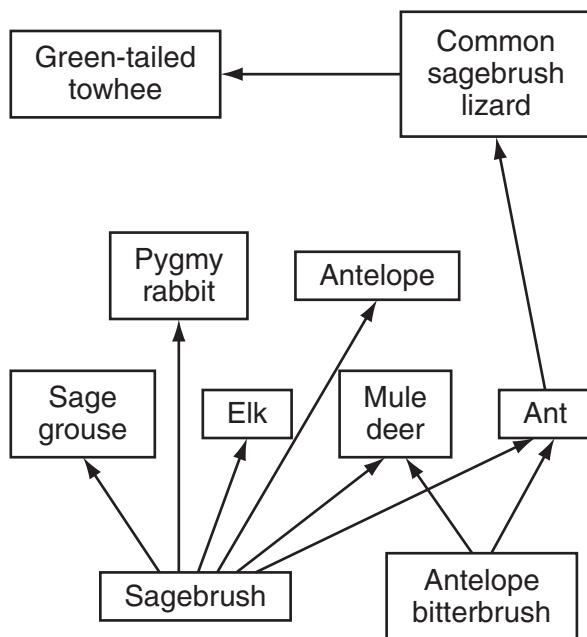 Green-tailed
towhee
Common
sagebrush
lizard
Pygmy
rabbit
Antelope
Sage
grouse
Elk
Mule
deer
Ant
Sagebrush
Antelope
bitterbrush